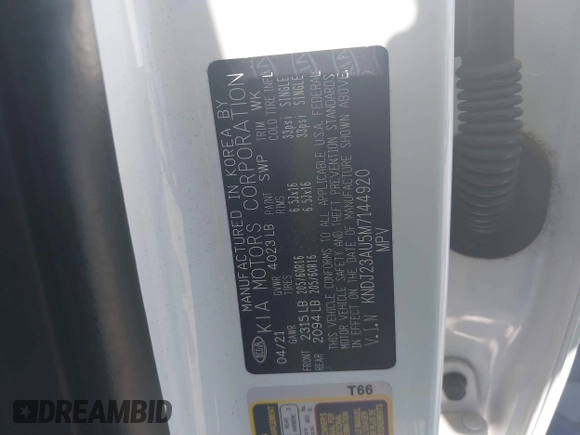 MANUFACTURED IN KOREA BY
KIA MOTORS CORPORATION
04/21 GVWR 4023 LB PAINT SWP TRIM WK
GAWR TIRES RIMS COLD TIRE INFL
FRONT 2315 LB 205/60R16 6.5Jx16 33psi SINGLE
REAR 2094 LB 205/60R16 6.5Jx16 33psi SINGLE
THIS VEHICLE CONFORMS TO ALL APPLICABLE U.S.A. FEDERAL
MOTOR VEHICLE SAFETY AND THEFT PREVENTION STANDARDS
IN EFFECT ON THE DATE OF MANUFACTURE SHOWN ABOVE.
V.I.N KNDJ23AU5M7144920
MPV
T66
DREAMBID